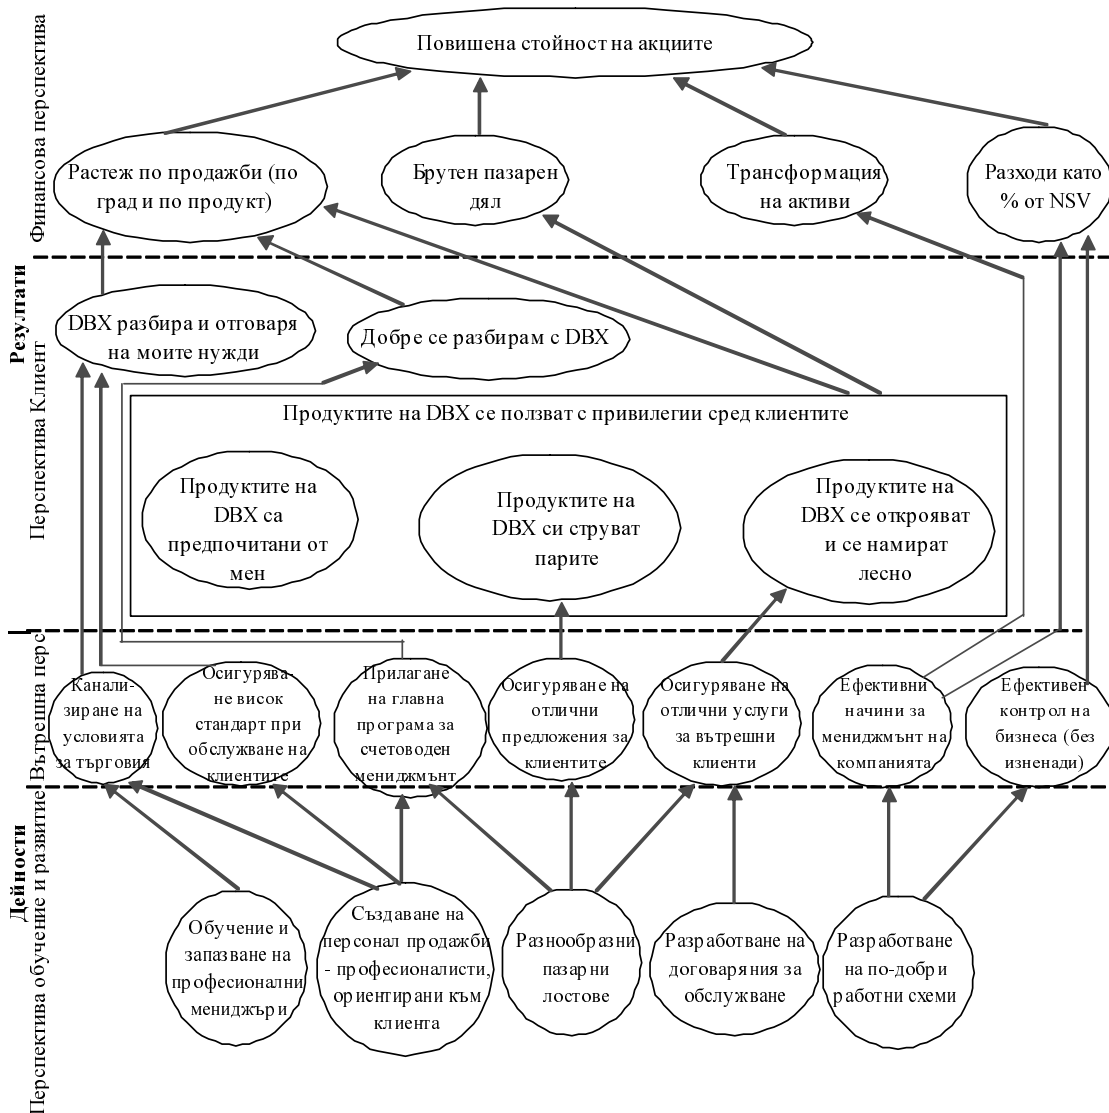 Повишена стойност на акциите
Финансова перспектива
Растеж по продажби (по
град и по продукт)
Брутен пазарен
дял
Трансформация
на активи
Разходи като
% от NSV
Резултати
Перспектива Клиент
DBX разбира и отговаря
на моите нужди
Добре се разбирам с DBX
Продуктите на DBX се ползват с привилегии сред клиентите
Продуктите на
DBX са
предпочитани от
мен
Продуктите на
DBX си струват
парите
Продуктите на
DBX се открояват
и се намират
лесно
Вътрешна перс
Канали-
зиране на
условията
за търговия
Осигурява-
не висок
стандарт при
обслужване на
клиентите
Прилагане
на главна
програма за
счетоводен
мениджмънт
Осигуряване на
отлични
предложения за
клиентите
Осигуряване на
отлични услуги
за вътрешни
клиенти
Ефективни
начини за
мениджмънт на
компанията
Ефективен
контрол на
бизнеса (без
изненади)
Дейности
Перспектива обучение и развитие
Обучение и
запазване на
професионални
мениджъри
Създаване на
персонал продажби
- професионалисти,
ориентирани към
клиента
Разнообразни
пазарни
лостове
Разработване на
договаряния за
обслужване
Разработване
на по-добри
работни схеми